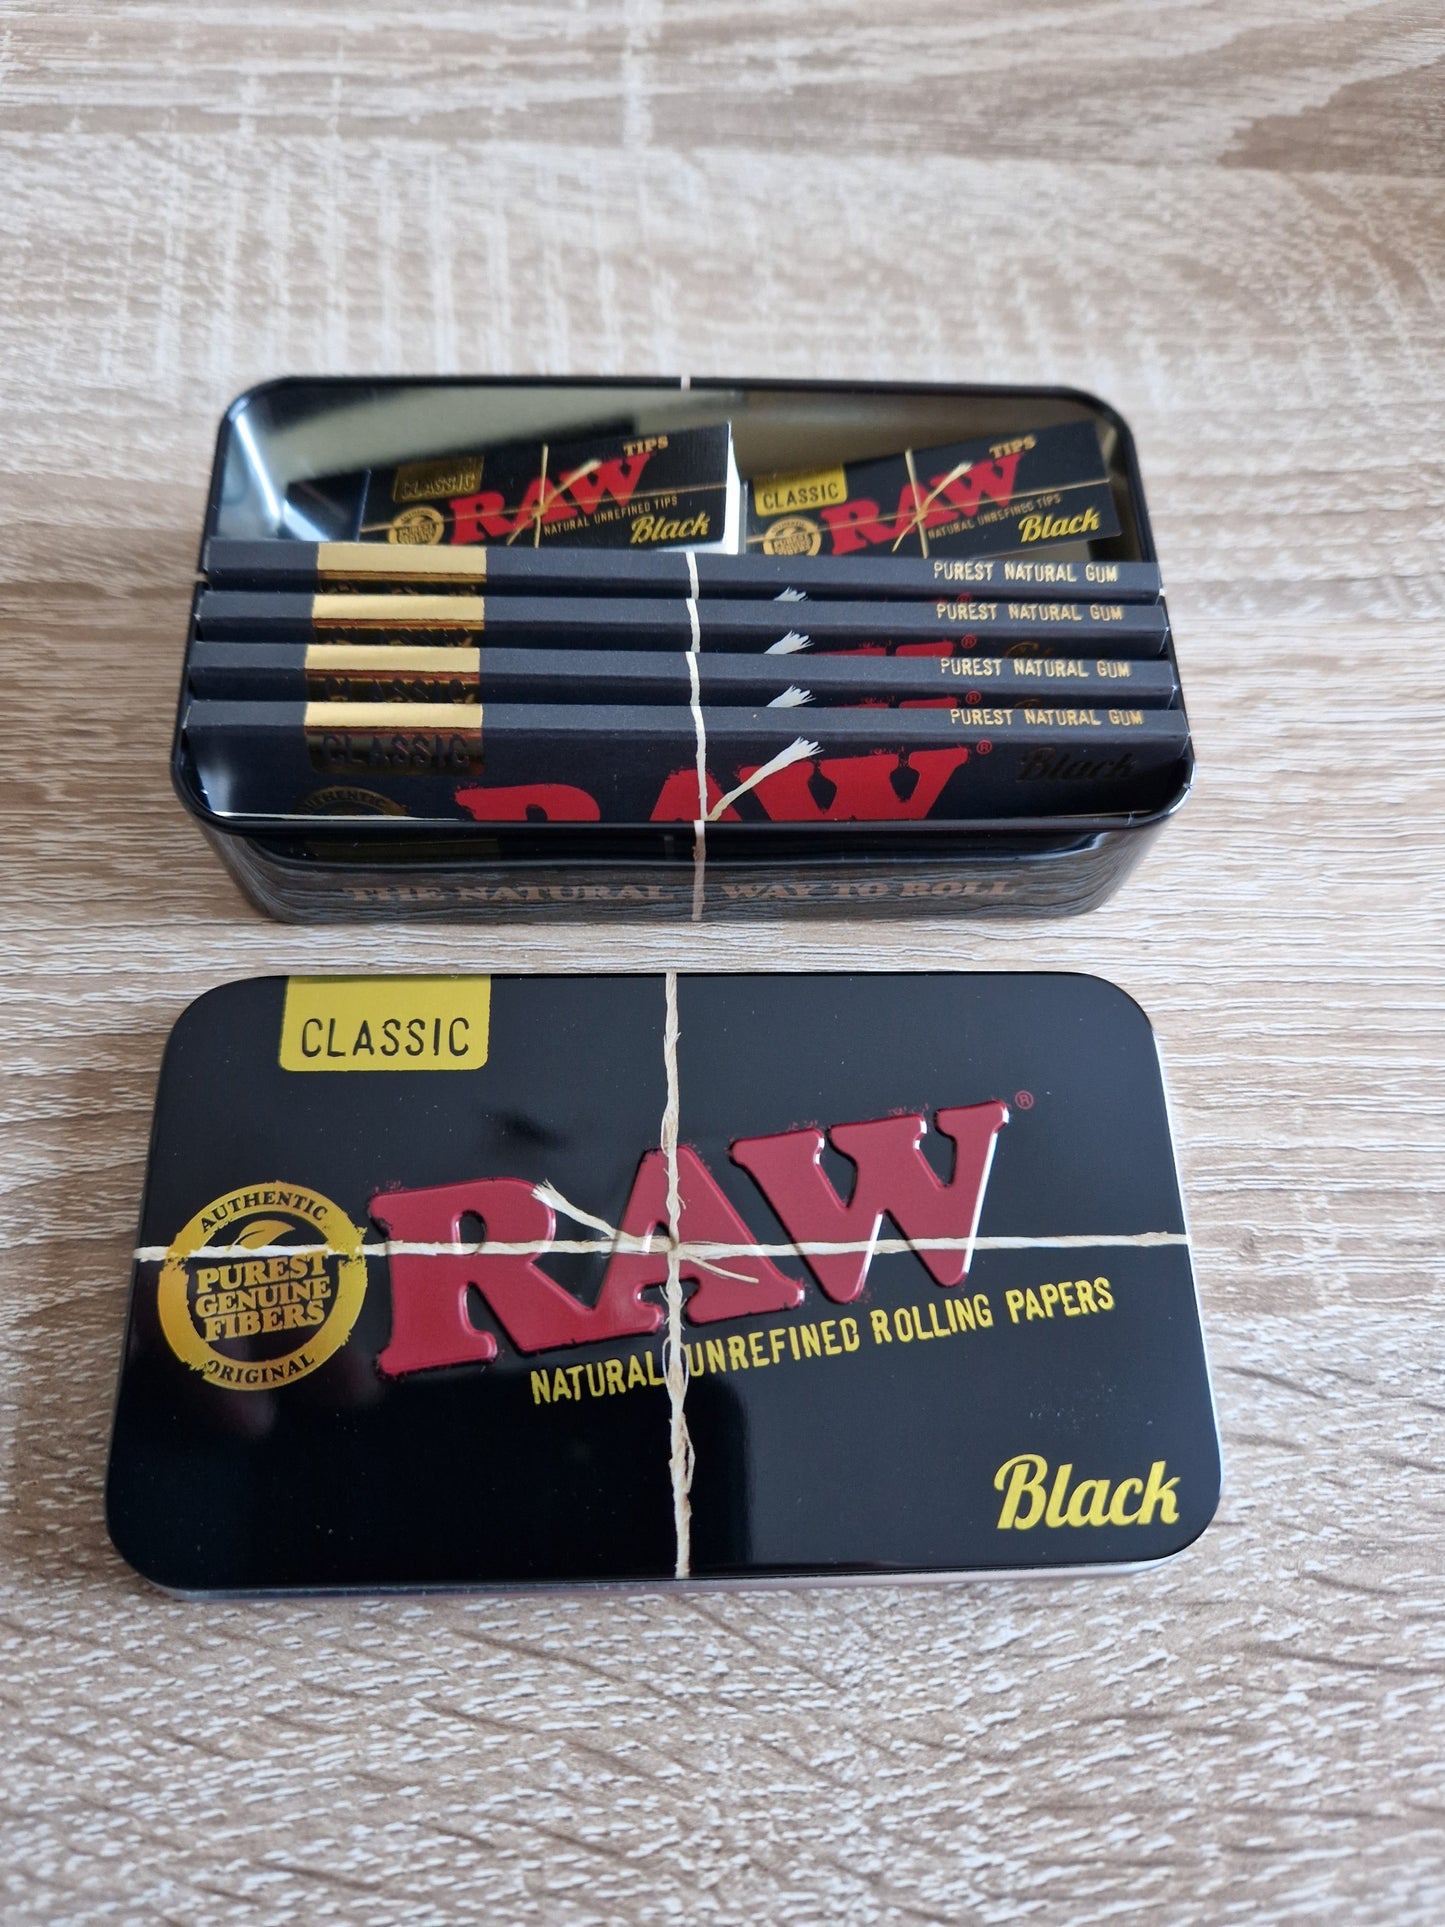 TIPS
CLASSIC
RAW
NATURAL UNREFINED TIPS
Black
TIPS
CLASSIC
RAW
NATURAL UNREFINED TIPS
Black
PUREST NATURAL GUM
PUREST NATURAL GUM
®
PUREST NATURAL GUM
®
PUREST NATURAL GUM
CLASSIC
RAW®
Black
AUTHENTIC
THE NATURAL WAY TO ROLL
CLASSIC
RAW®
AUTHENTIC
PUREST
GENUINE
FIBERS
ORIGINAL
NATURAL UNREFINED ROLLING PAPERS
Black